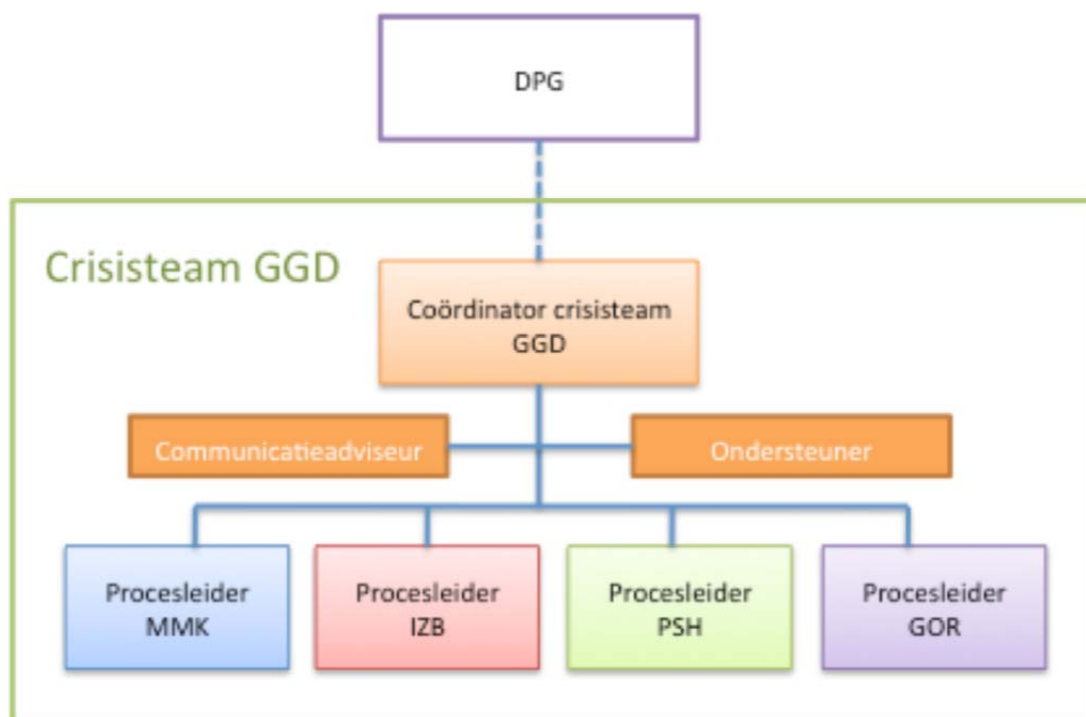 DPG
Crisisteam GGD
Coördinator crisisteam
GGD
Communicatieadviseur
Ondersteuner
Procesleider
MMK
Procesleider
IZB
Procesleider
PSH
Procesleider
GOR